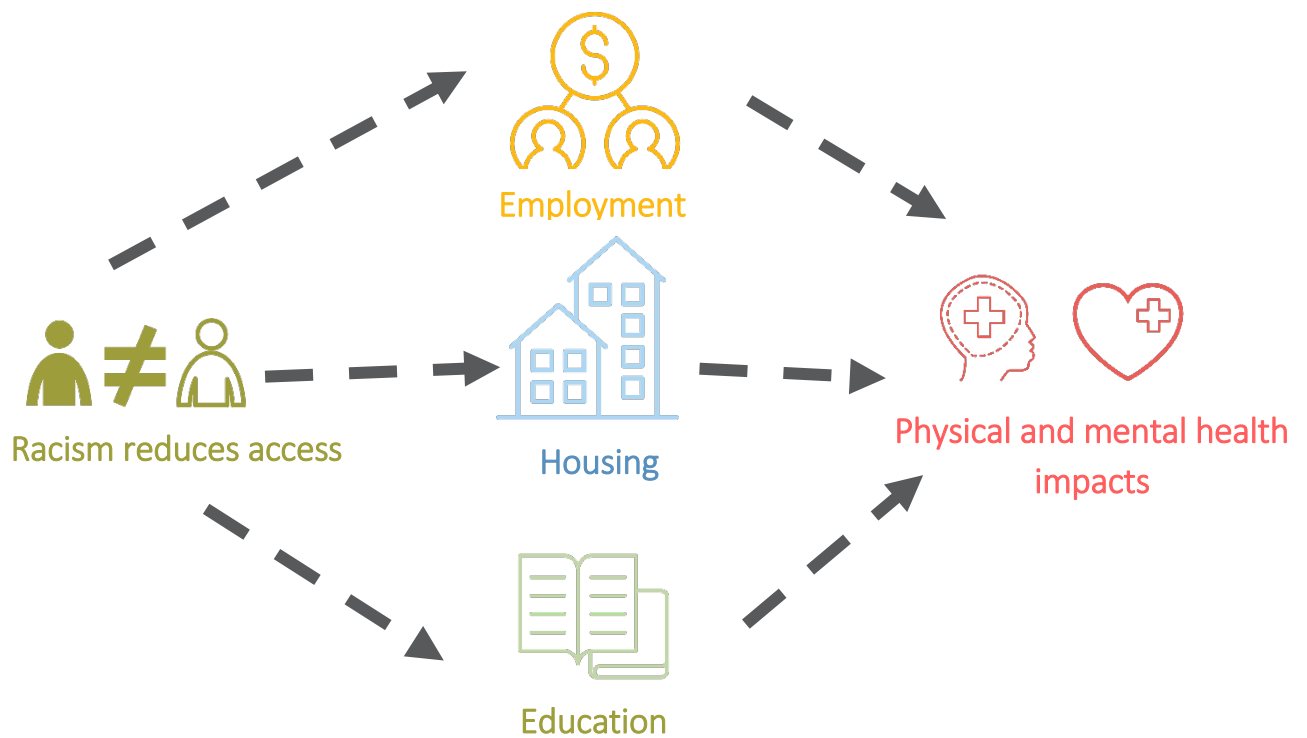 $
Employment
Racism reduces access
Housing
Physical and mental health
impacts
Education